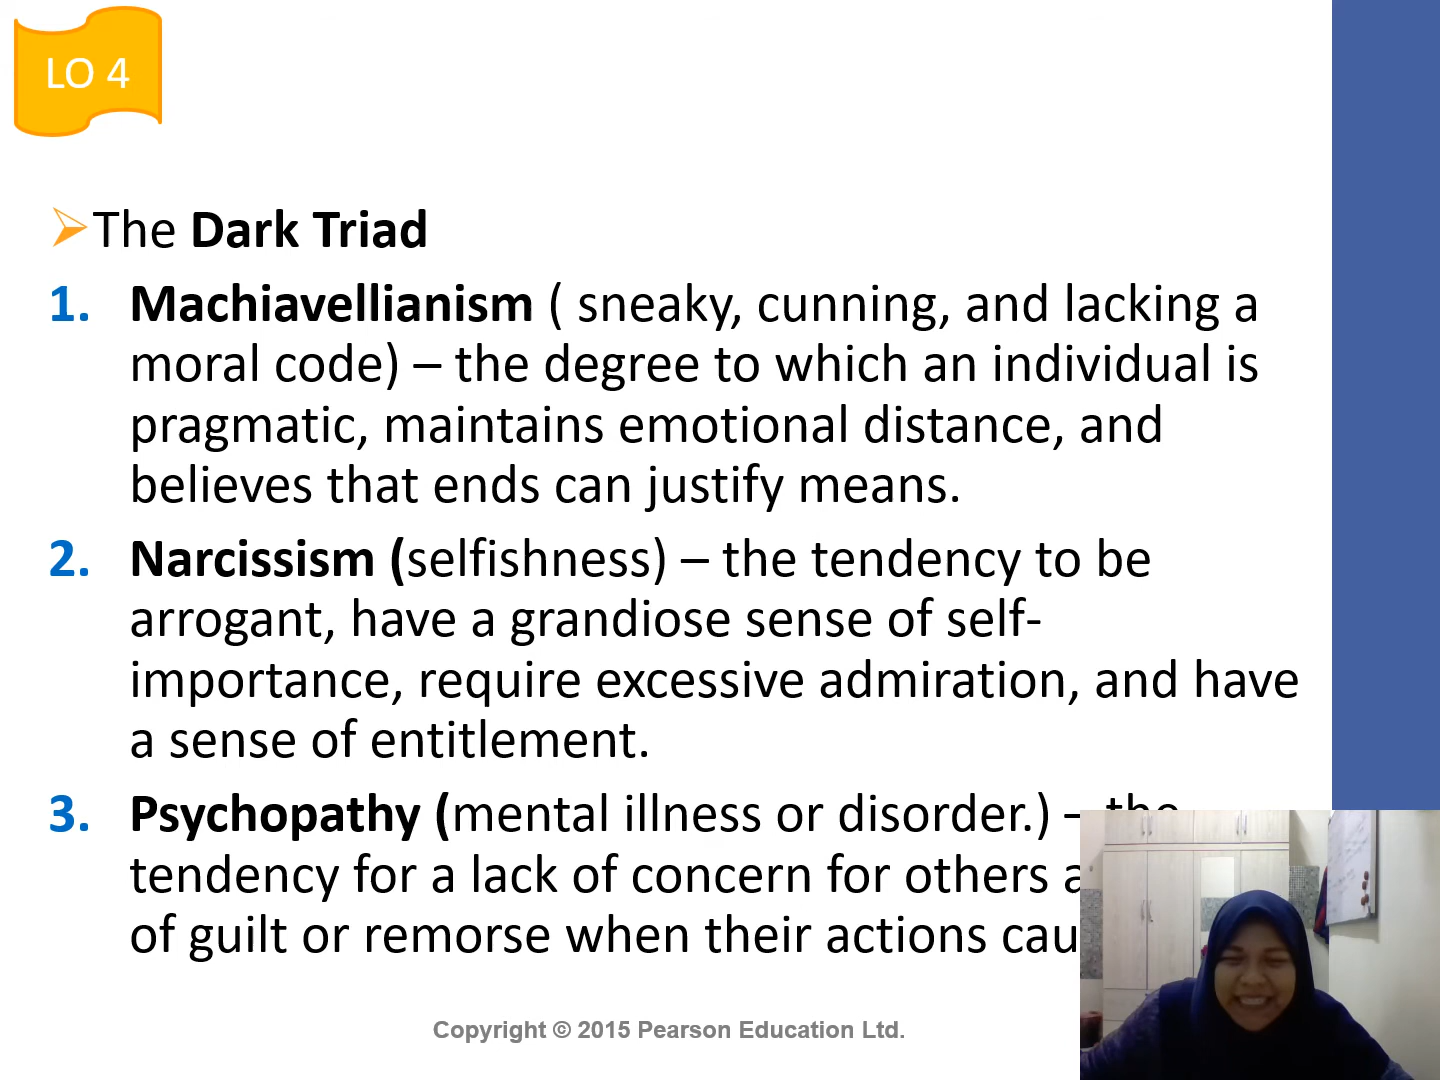 LO 4
The Dark Triad
1. Machiavellianism ( sneaky, cunning, and lacking a
moral code) – the degree to which an individual is
pragmatic, maintains emotional distance, and
believes that ends can justify means.
2. Narcissism (selfishness) – the tendency to be
arrogant, have a grandiose sense of self-
importance, require excessive admiration, and have
a sense of entitlement.
3. Psychopathy (mental illness or disorder.) – the
tendency for a lack of concern for others
of guilt or remorse when their actions
Copyright © 2015 Pearson Education Ltd.